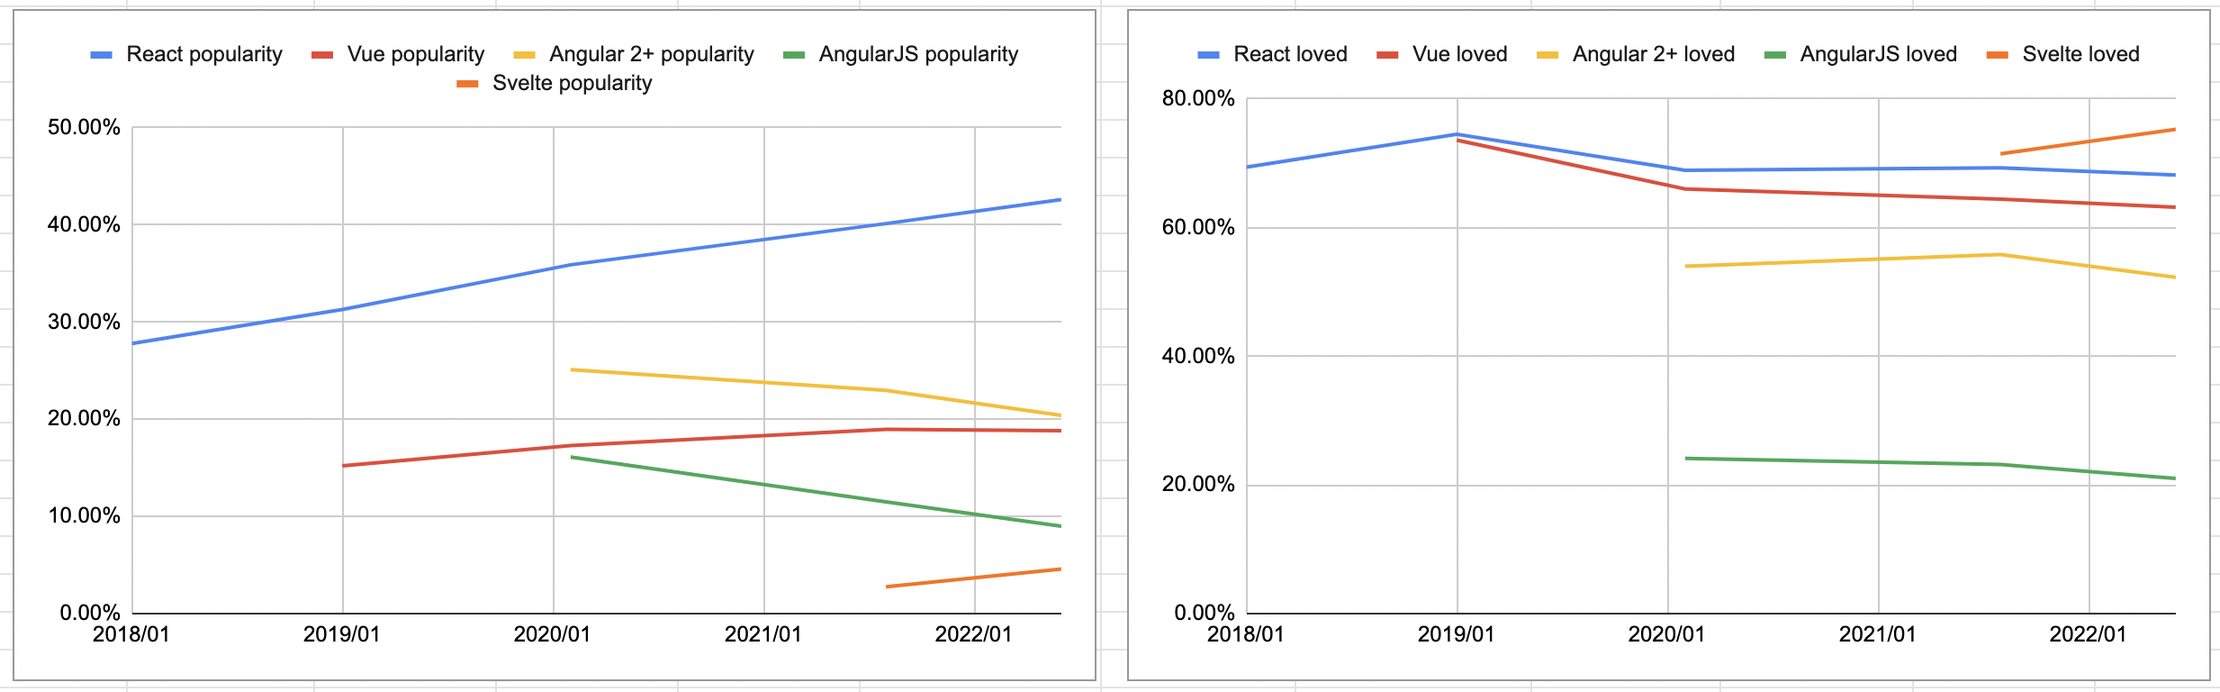 React popularity Vue popularity Angular 2+ popularity AngularJS popularity
Svelte popularity
50.00%
40.00%
30.00%
20.00%
10.00%
0.00%
2018/01 2019/01 2020/01 2021/01 2022/01
React loved Vue loved Angular 2+ loved AngularJS loved Svelte loved
80.00%
60.00%
40.00%
20.00%
0.00%
2018/01 2019/01 2020/01 2021/01 2022/01